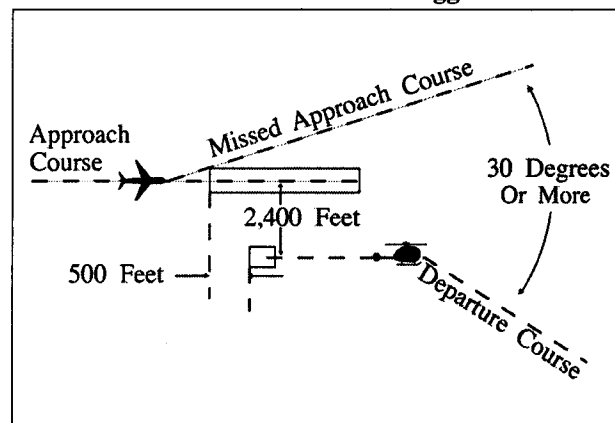 Missed Approach Course
Approach
Course
30 Degrees
Or More
2,400 Feet
500 Feet
Departure Course